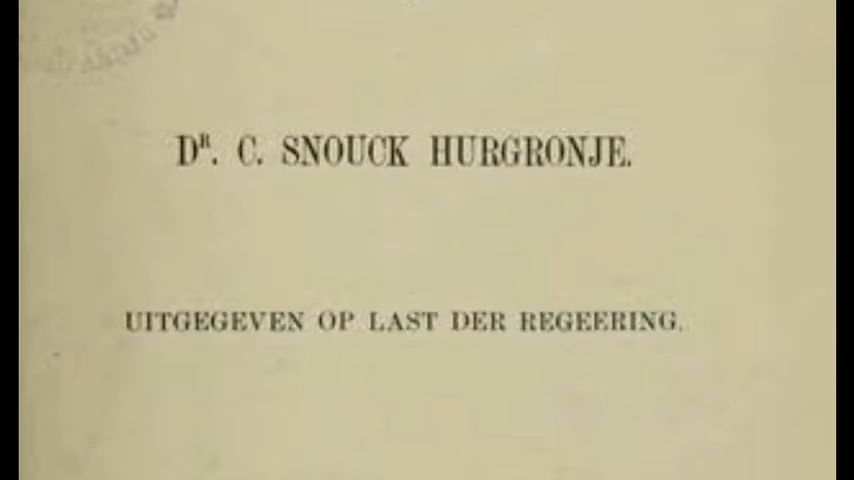 Dᴿ. C. SNOUCK HURGRONJE.
UITGEGEVEN OP LAST DER REGEERING.